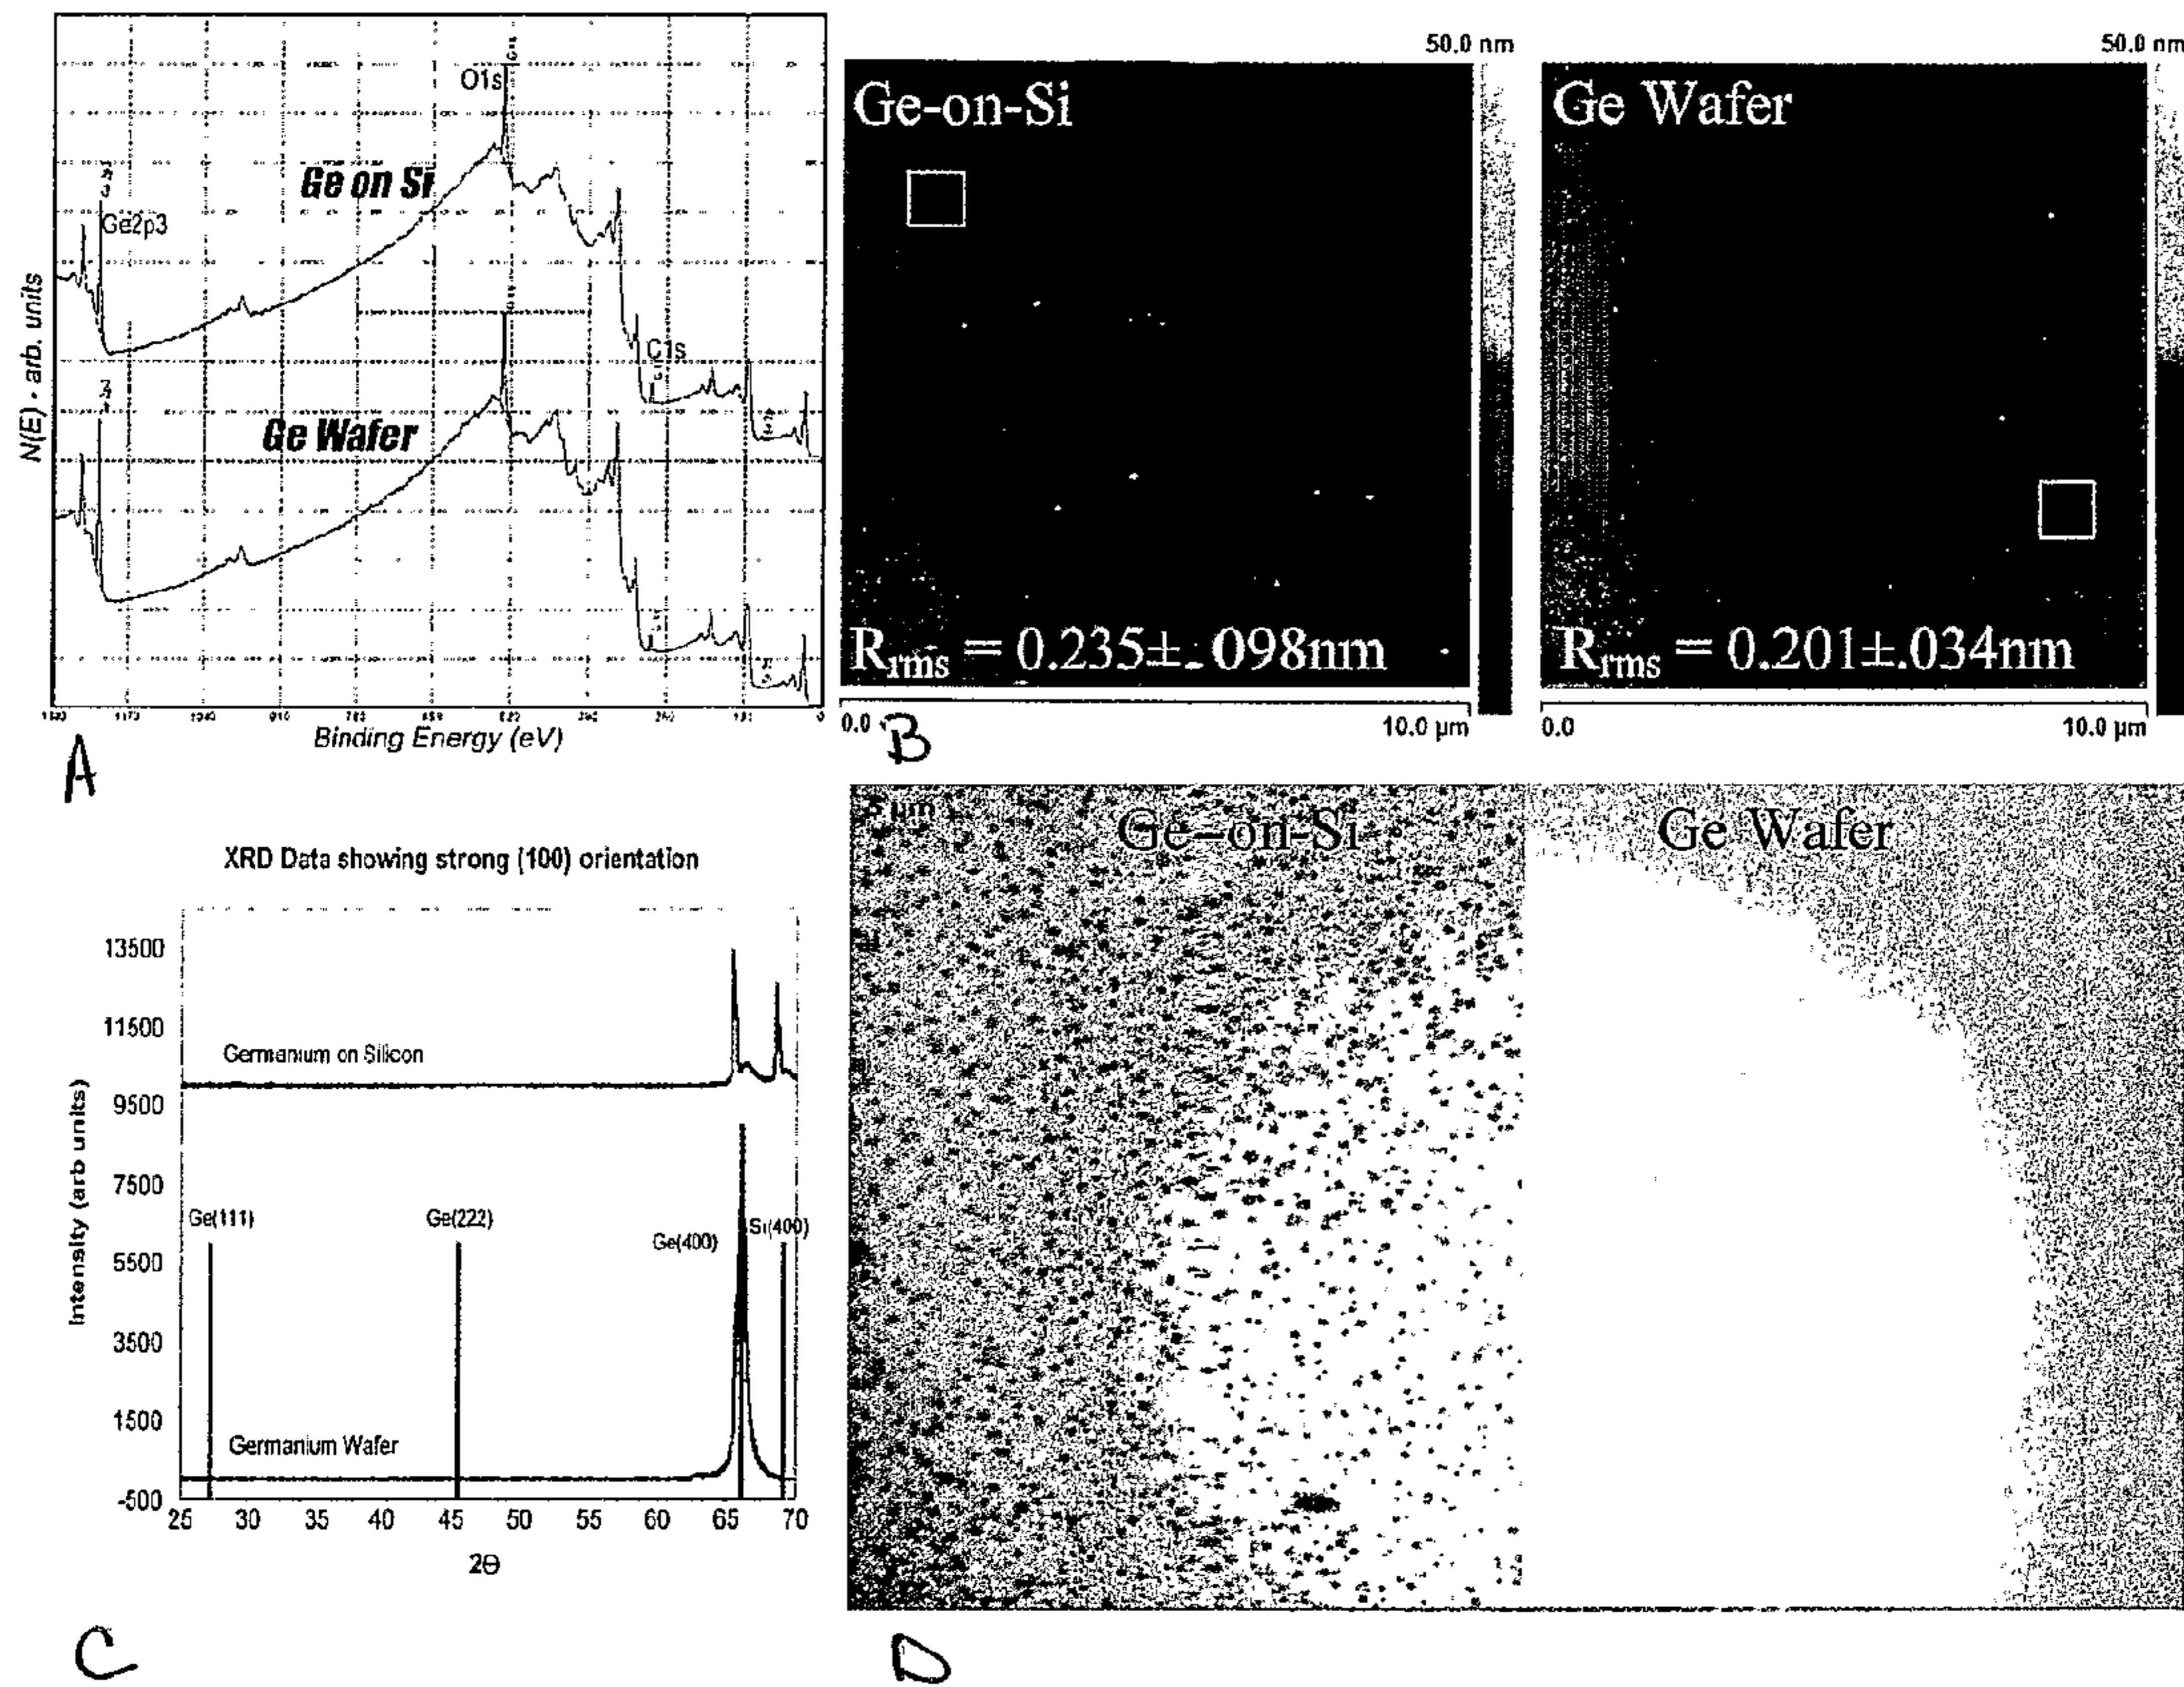 O1s
Ge on Si
Ge2p3
C1s
Ge Wafer
N(E) - arb. units
Binding Energy (eV)
A
50.0 nm
Ge-on-Si
Rrms = 0.235±.098nm
0.0
10.0 µm
B
50.0 nm
Ge Wafer
Rrms = 0.201±.034nm
0.0
10.0 µm
XRD Data showing strong (100) orientation
13500
11500
9500
7500
5500
3500
1500
-500
Intensity (arb units)
Germanium on Silicon
Ge(111)
Ge(222)
Ge(400)
Si(400)
Germanium Wafer
25 30 35 40 45 50 55 60 65 70
2Θ
C
5 µm
Ge-on-Si
Ge Wafer
D